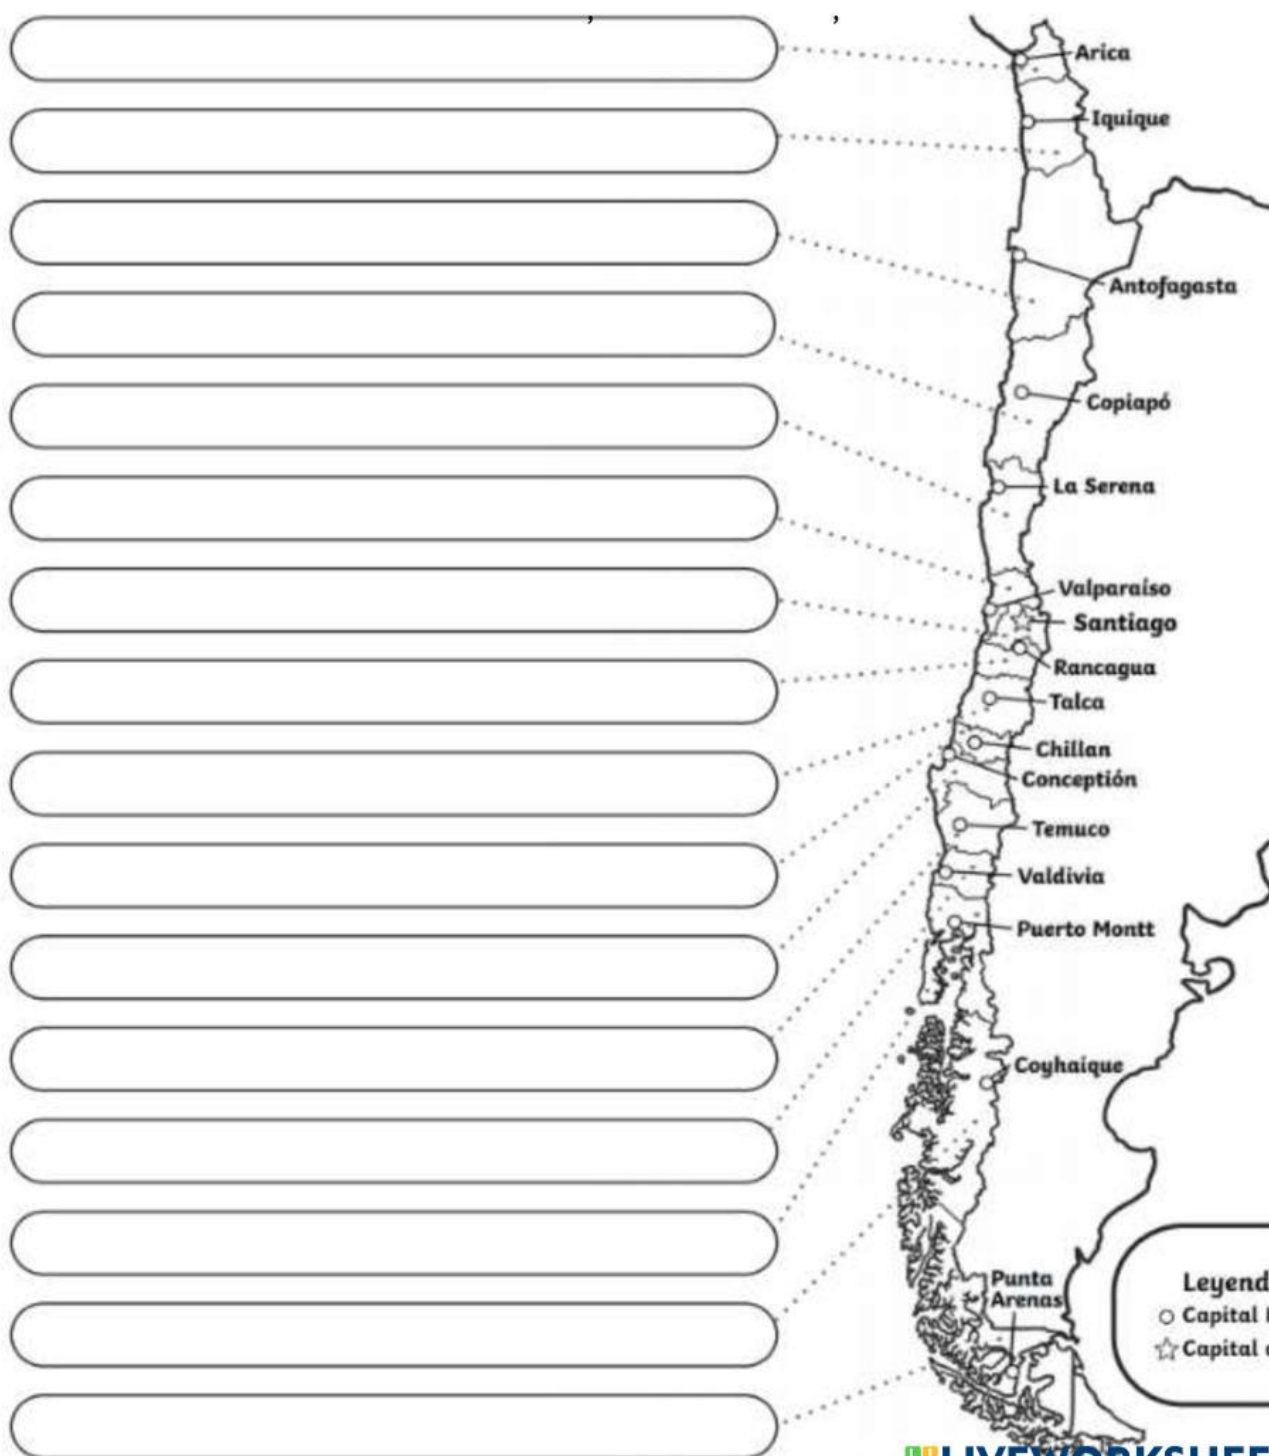 Arica
Iquique
Antofagasta
Copiapó
La Serena
Valparaíso
Santiago
Rancagua
Talca
Chillan
Conceptión
Temuco
Valdivia
Puerto Montt
Coyhaique
Punta
Arenas
Leyend
Capital
Capital